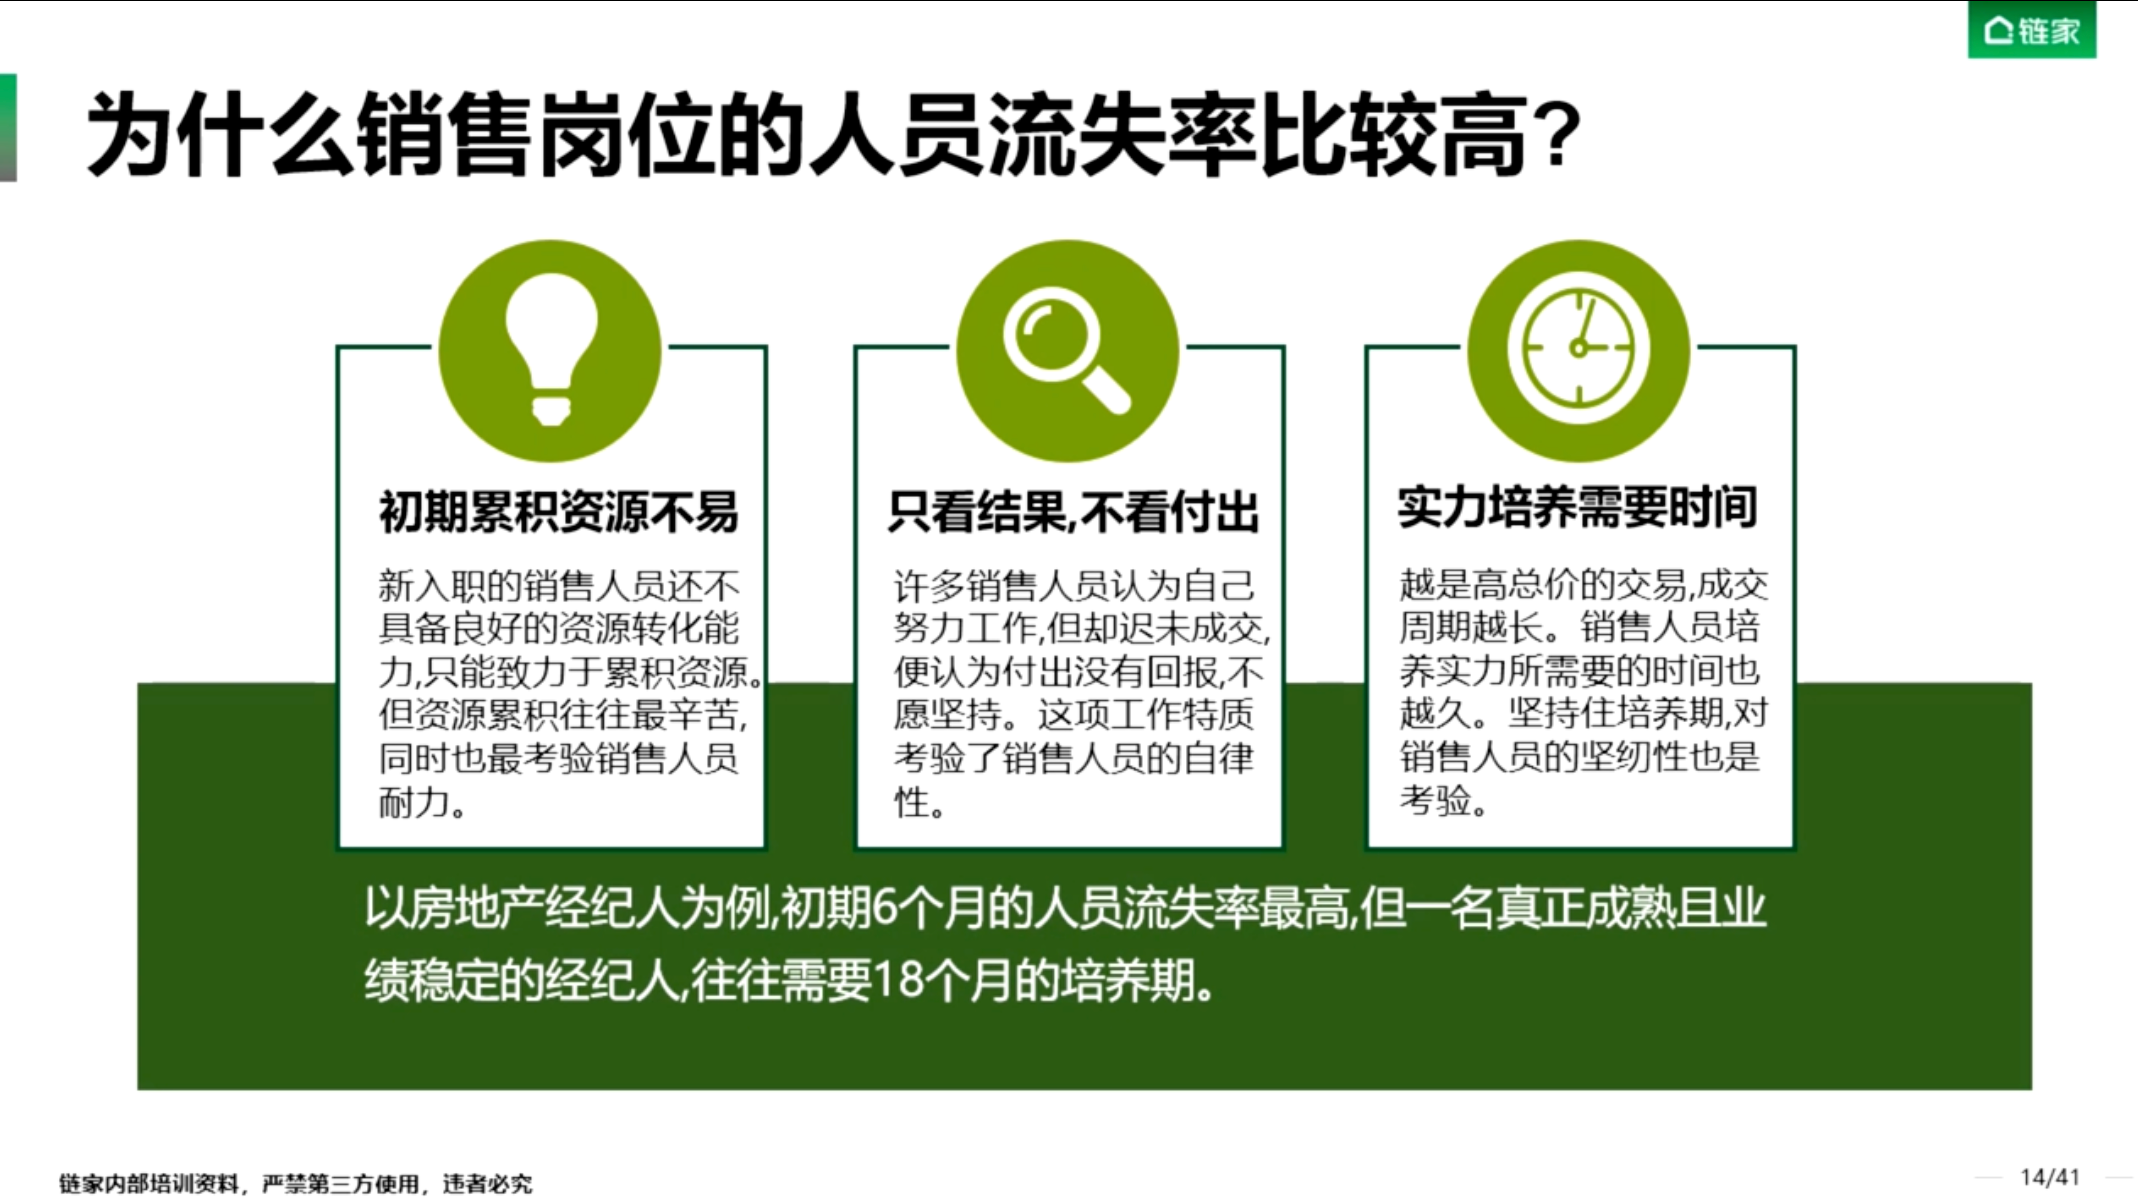 链家
为什么销售岗位的人员流失率比较高?
初期累积资源不易
新入职的销售人员还不
具备良好的资源转化能
力,只能致力于累积资源。
但资源累积往往最辛苦,
同时也最考验销售人员
耐力。
只看结果,不看付出
许多销售人员认为自己
努力工作,但却迟未成交,
便认为付出没有回报,不
愿坚持。这项工作特质
考验了销售人员的自律
性。
实力培养需要时间
越是高总价的交易,成交
周期越长。销售人员培
养实力所需要的时间也
越久。坚持住培养期,对
销售人员的坚纫性也是
考验。
以房地产经纪人为例,初期6个月的人员流失率最高,但一名真正成熟且业
绩稳定的经纪人,往往需要18个月的培养期。
链家内部培训资料，严禁第三方使用，违者必究
14/41